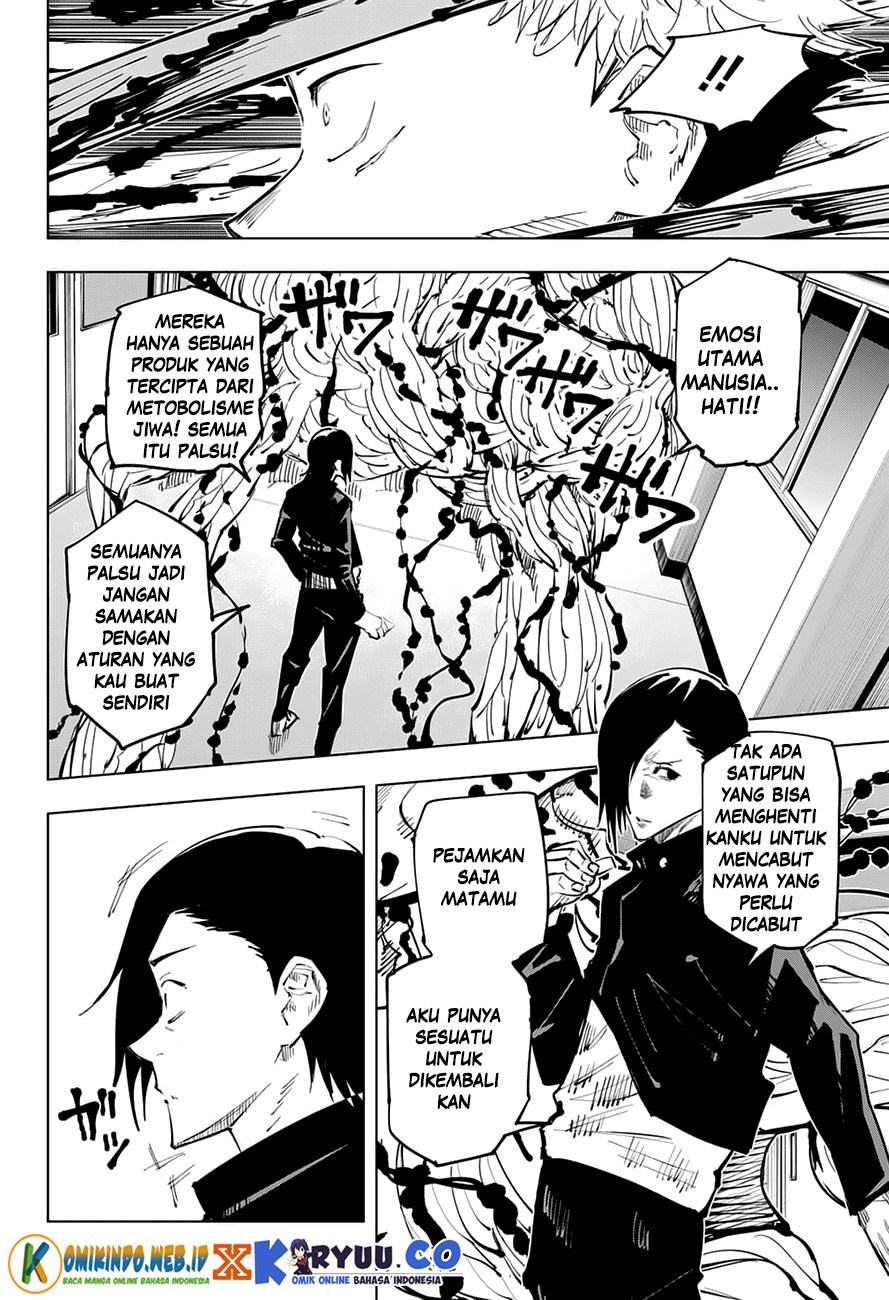 !!
EMOSI
UTAMA
MANUSIA..
HATI!!
MEREKA
HANYA SEBUAH
PRODUK YANG
TERCIPTA DARI
METOBOLISME
JIWA! SEMUA
ITU PALSU!
ザワ
ザワ
ザワ
SEMUANYA
PALSU JADI
JANGAN
SAMAKAN
DENGAN
ATURAN YANG
KAU BUAT
SENDIRI
TAK ADA
SATUPUN
YANG BISA
MENGHENTI
KANKU UNTUK
MENCABUT
NYAWA YANG
PERLU
DICABUT
PEJAMKAN
SAJA
MATAMU
AKU PUNYA
SESUATU
UNTUK
DIKEMBALI
KAN
ガッ
KOMIKINDO.WEB.ID X KIRYUU.CO
BACA MANGA ONLINE BAHASA INDONESIA
OMIK ONLINE BAHASA INDONESIA